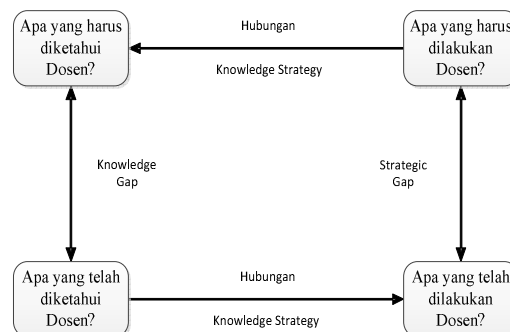 Apa yang harus
diketahui
Dosen?
Hubungan
Knowledge Strategy
Apa yang harus
dilakukan
Dosen?
Knowledge
Gap
Strategic
Gap
Apa yang telah
diketahui
Dosen?
Hubungan
Knowledge Strategy
Apa yang telah
dilakukan
Dosen?